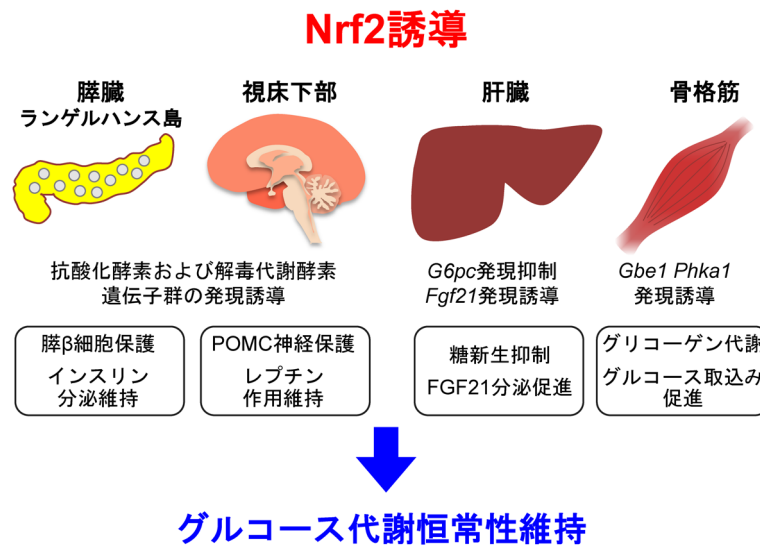 Nrf2誘導
膵臓
ランゲルハンス島
視床下部
肝臓
骨格筋
抗酸化酵素および解毒代謝酵素
遺伝子群の発現誘導
G6pc発現抑制
Fgf21発現誘導
Gbe1 Phka1
発現誘導
膵β細胞保護
インスリン
分泌維持
POMC神経保護
レプチン
作用維持
糖新生抑制
FGF21分泌促進
グリコーゲン代謝
グルコース取込み
促進
グルコース代謝恒常性維持